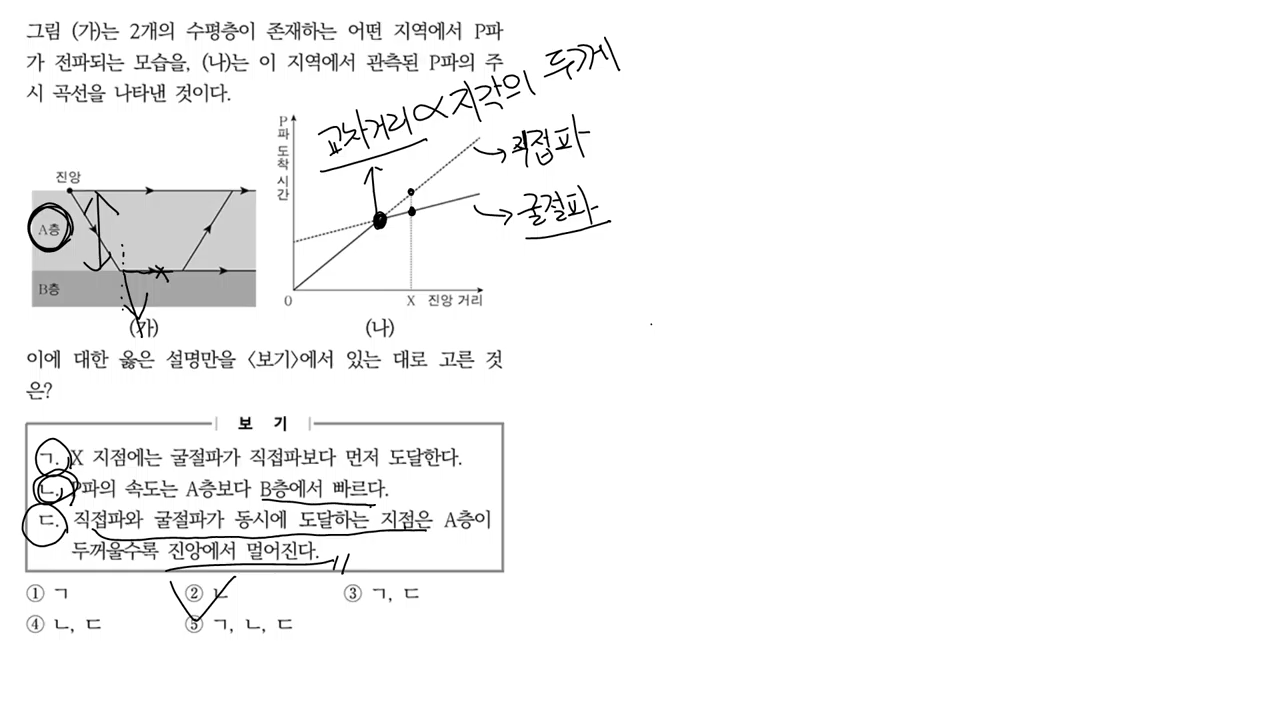 그림 (가)는 2개의 수평층이 존재하는 어떤 지역에서 P파
가 전파되는 모습을, (나)는 이 지역에서 관측된 P파의 주
시 곡선을 나타낸 것이다.
교차거리 ∝ 지각의 두께
P파 도착 시간
직접파
굴절파
진앙
A층
B층
0
X
진앙 거리
(가)
(나)
이에 대한 옳은 설명만을 <보기>에서 있는 대로 고른 것
은?
보 기
ㄱ. X 지점에는 굴절파가 직접파보다 먼저 도달한다.
ㄴ. P파의 속도는 A층보다 B층에서 빠르다.
ㄷ. 직접파와 굴절파가 동시에 도달하는 지점은 A층이
두꺼울수록 진앙에서 멀어진다.
① ㄱ ② ㄴ ③ ㄱ, ㄷ
④ ㄴ, ㄷ ⑤ ㄱ, ㄴ, ㄷ